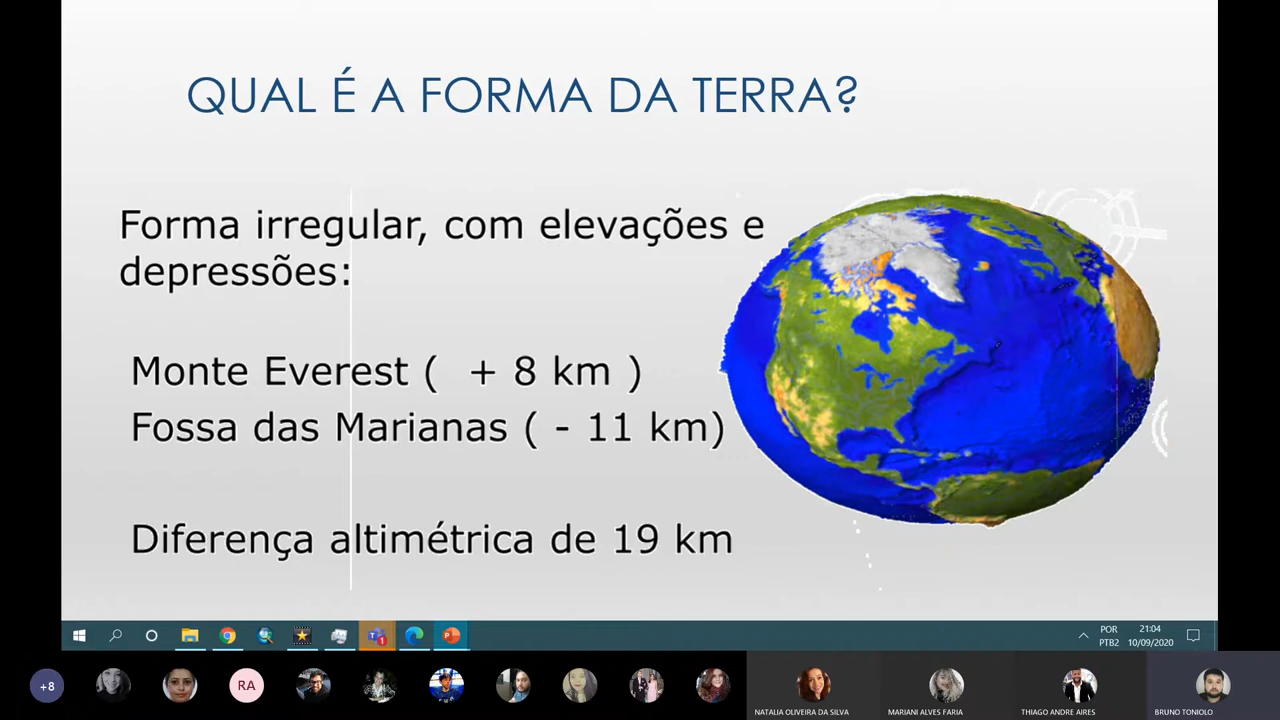 QUAL É A FORMA DA TERRA?
Forma irregular, com elevações e
depressões:
Monte Everest (  + 8 km )
Fossa das Marianas ( - 11 km)
Diferença altimétrica de 19 km
POR
PTB2
21:04
10/09/2020
1
+8
RA
NATALIA OLIVEIRA DA SILVA
MARIANI ALVES FARIA
THIAGO ANDRE AIRES
BRUNO TONIOLO